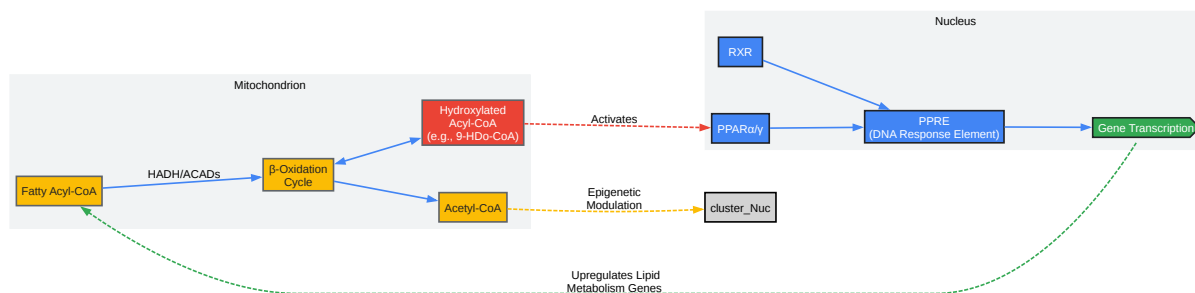 Nucleus
RXR
Mitochondrion
Hydroxylated
Acyl-CoA
(e.g., 9-HDo-CoA)
Activates
PPARα/γ
PPRE
(DNA Response Element)
Gene Transcription
HADH/ACADs
β-Oxidation
Cycle
Fatty Acyl-CoA
Acetyl-CoA
Epigenetic
Modulation
cluster_Nuc
Upregulates Lipid
Metabolism Genes